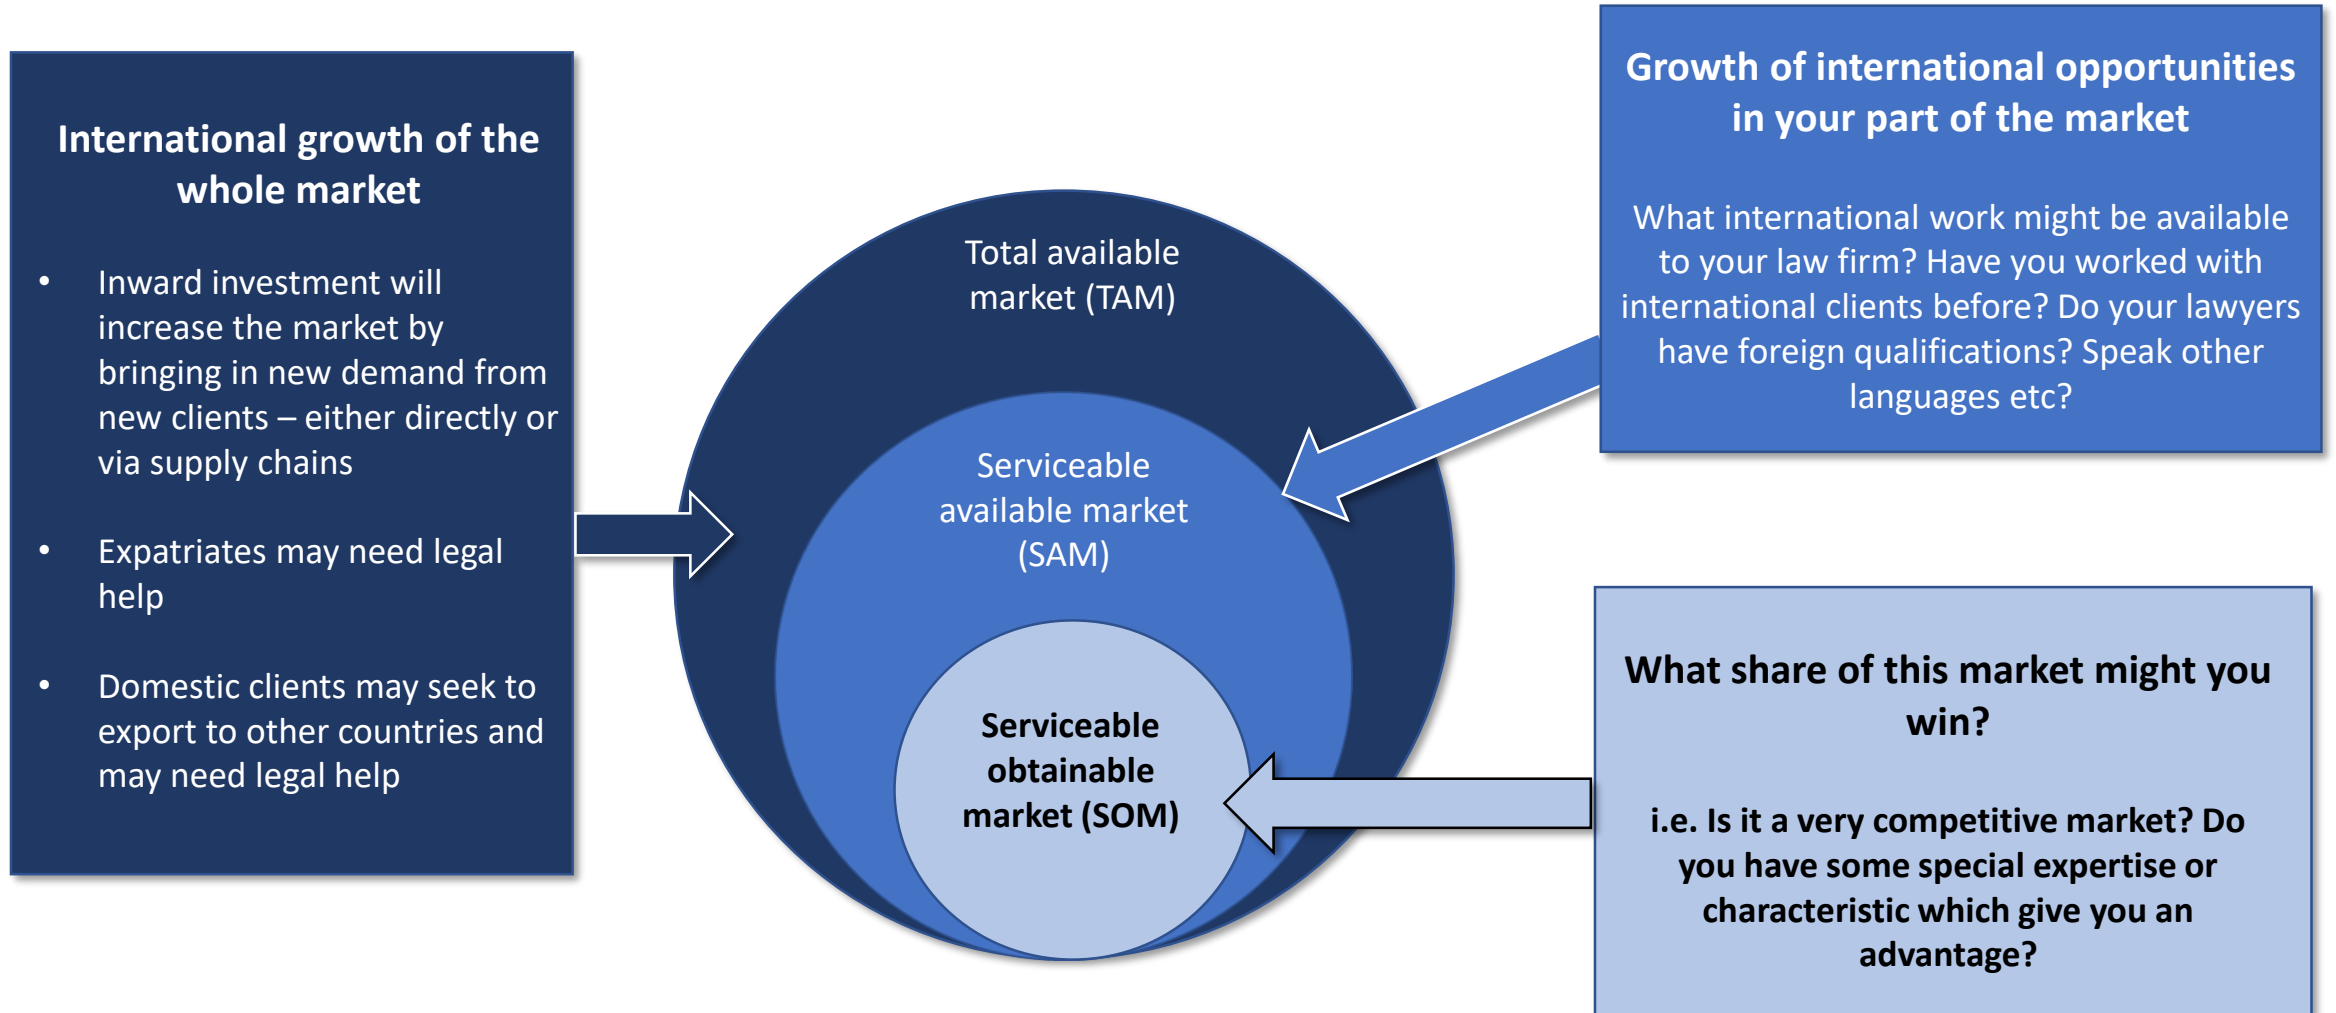 International growth of the
whole market
• Inward investment will
increase the market by
bringing in new demand from
new clients – either directly or
via supply chains
• Expatriates may need legal
help
• Domestic clients may seek to
export to other countries and
may need legal help
Total available
market (TAM)
Serviceable
available market
(SAM)
Serviceable
obtainable
market (SOM)
Growth of international opportunities
in your part of the market
What international work might be available
to your law firm? Have you worked with
international clients before? Do your lawyers
have foreign qualifications? Speak other
languages etc?
What share of this market might you
win?
i.e. Is it a very competitive market? Do
you have some special expertise or
characteristic which give you an
advantage?